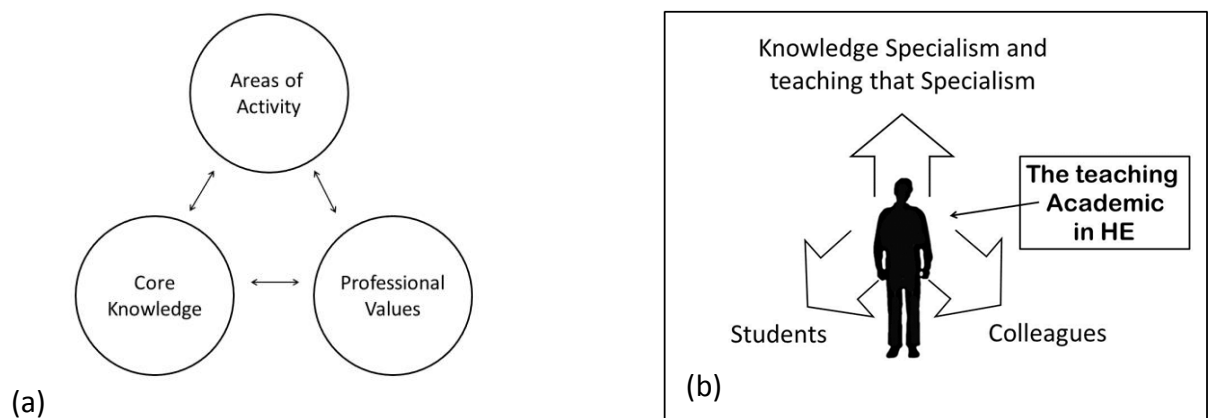 Areas of
Activity
Core
Knowledge
Professional
Values
(a)
Knowledge Specialism and
teaching that Specialism
The teaching
Academic
in HE
Students
Colleagues
(b)